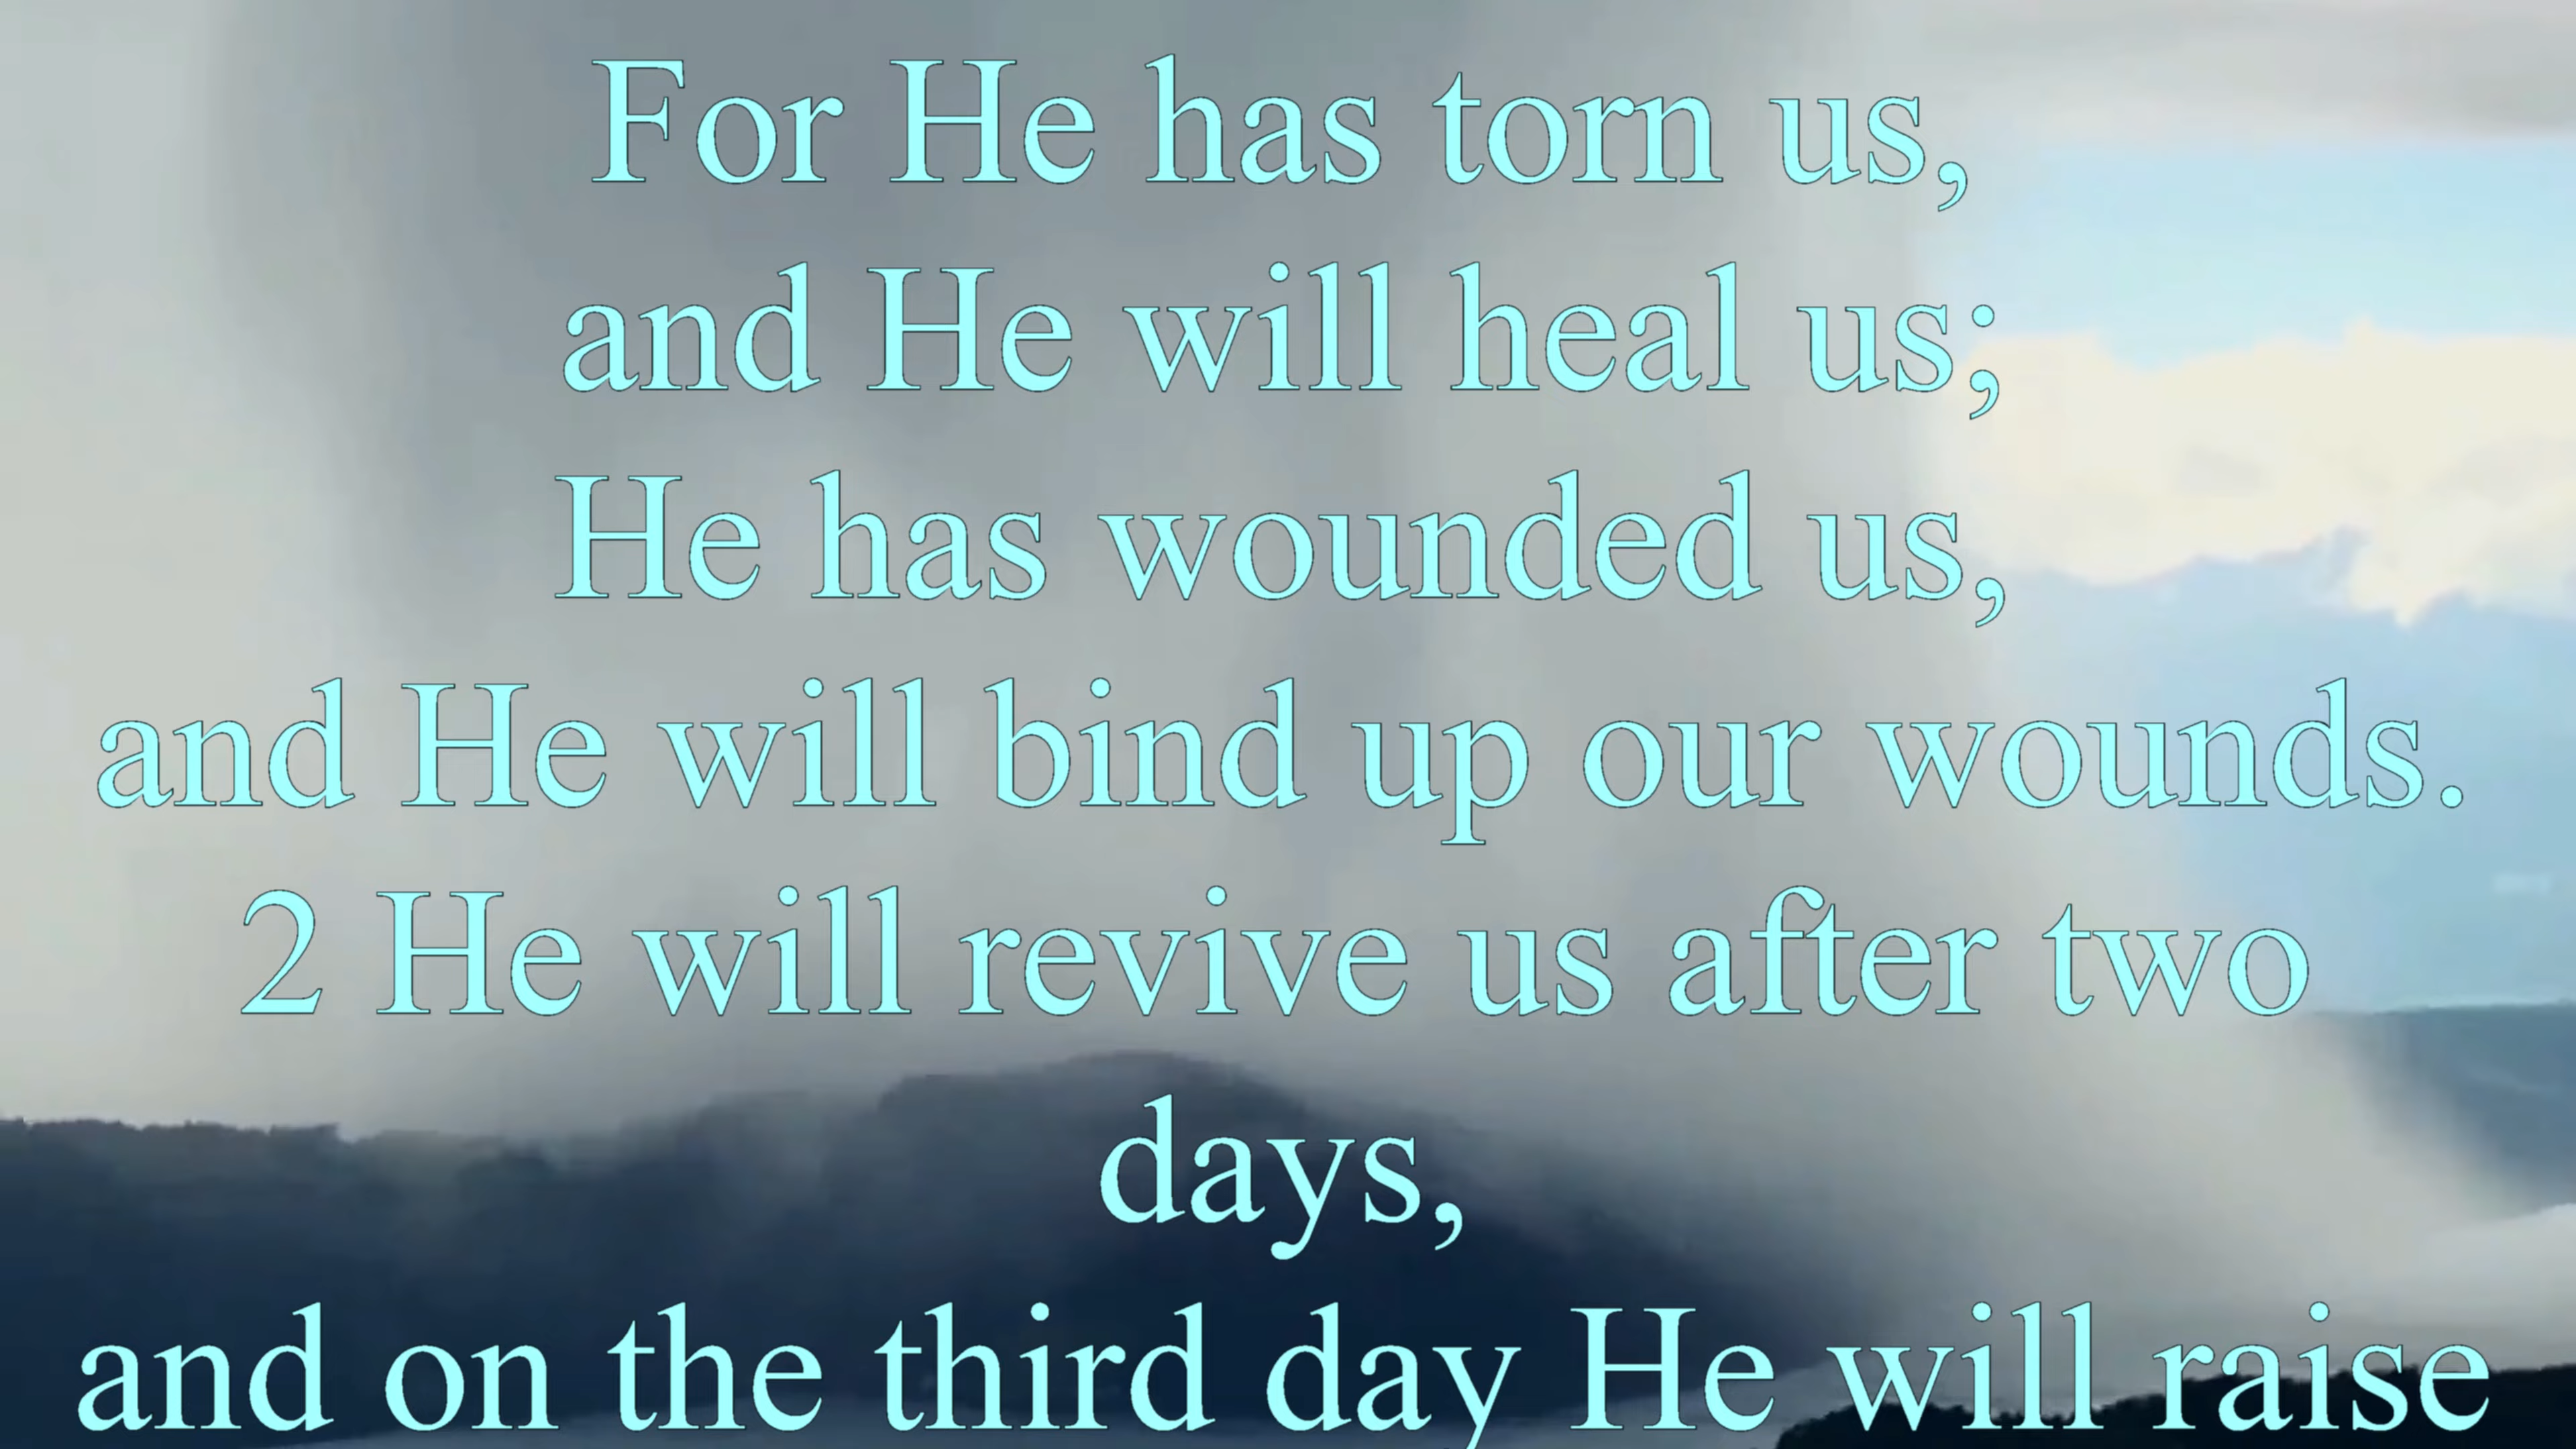 For He has torn us,
and He will heal us;
He has wounded us,
and He will bind up our wounds.
2 He will revive us after two
days,
and on the third day He will raise